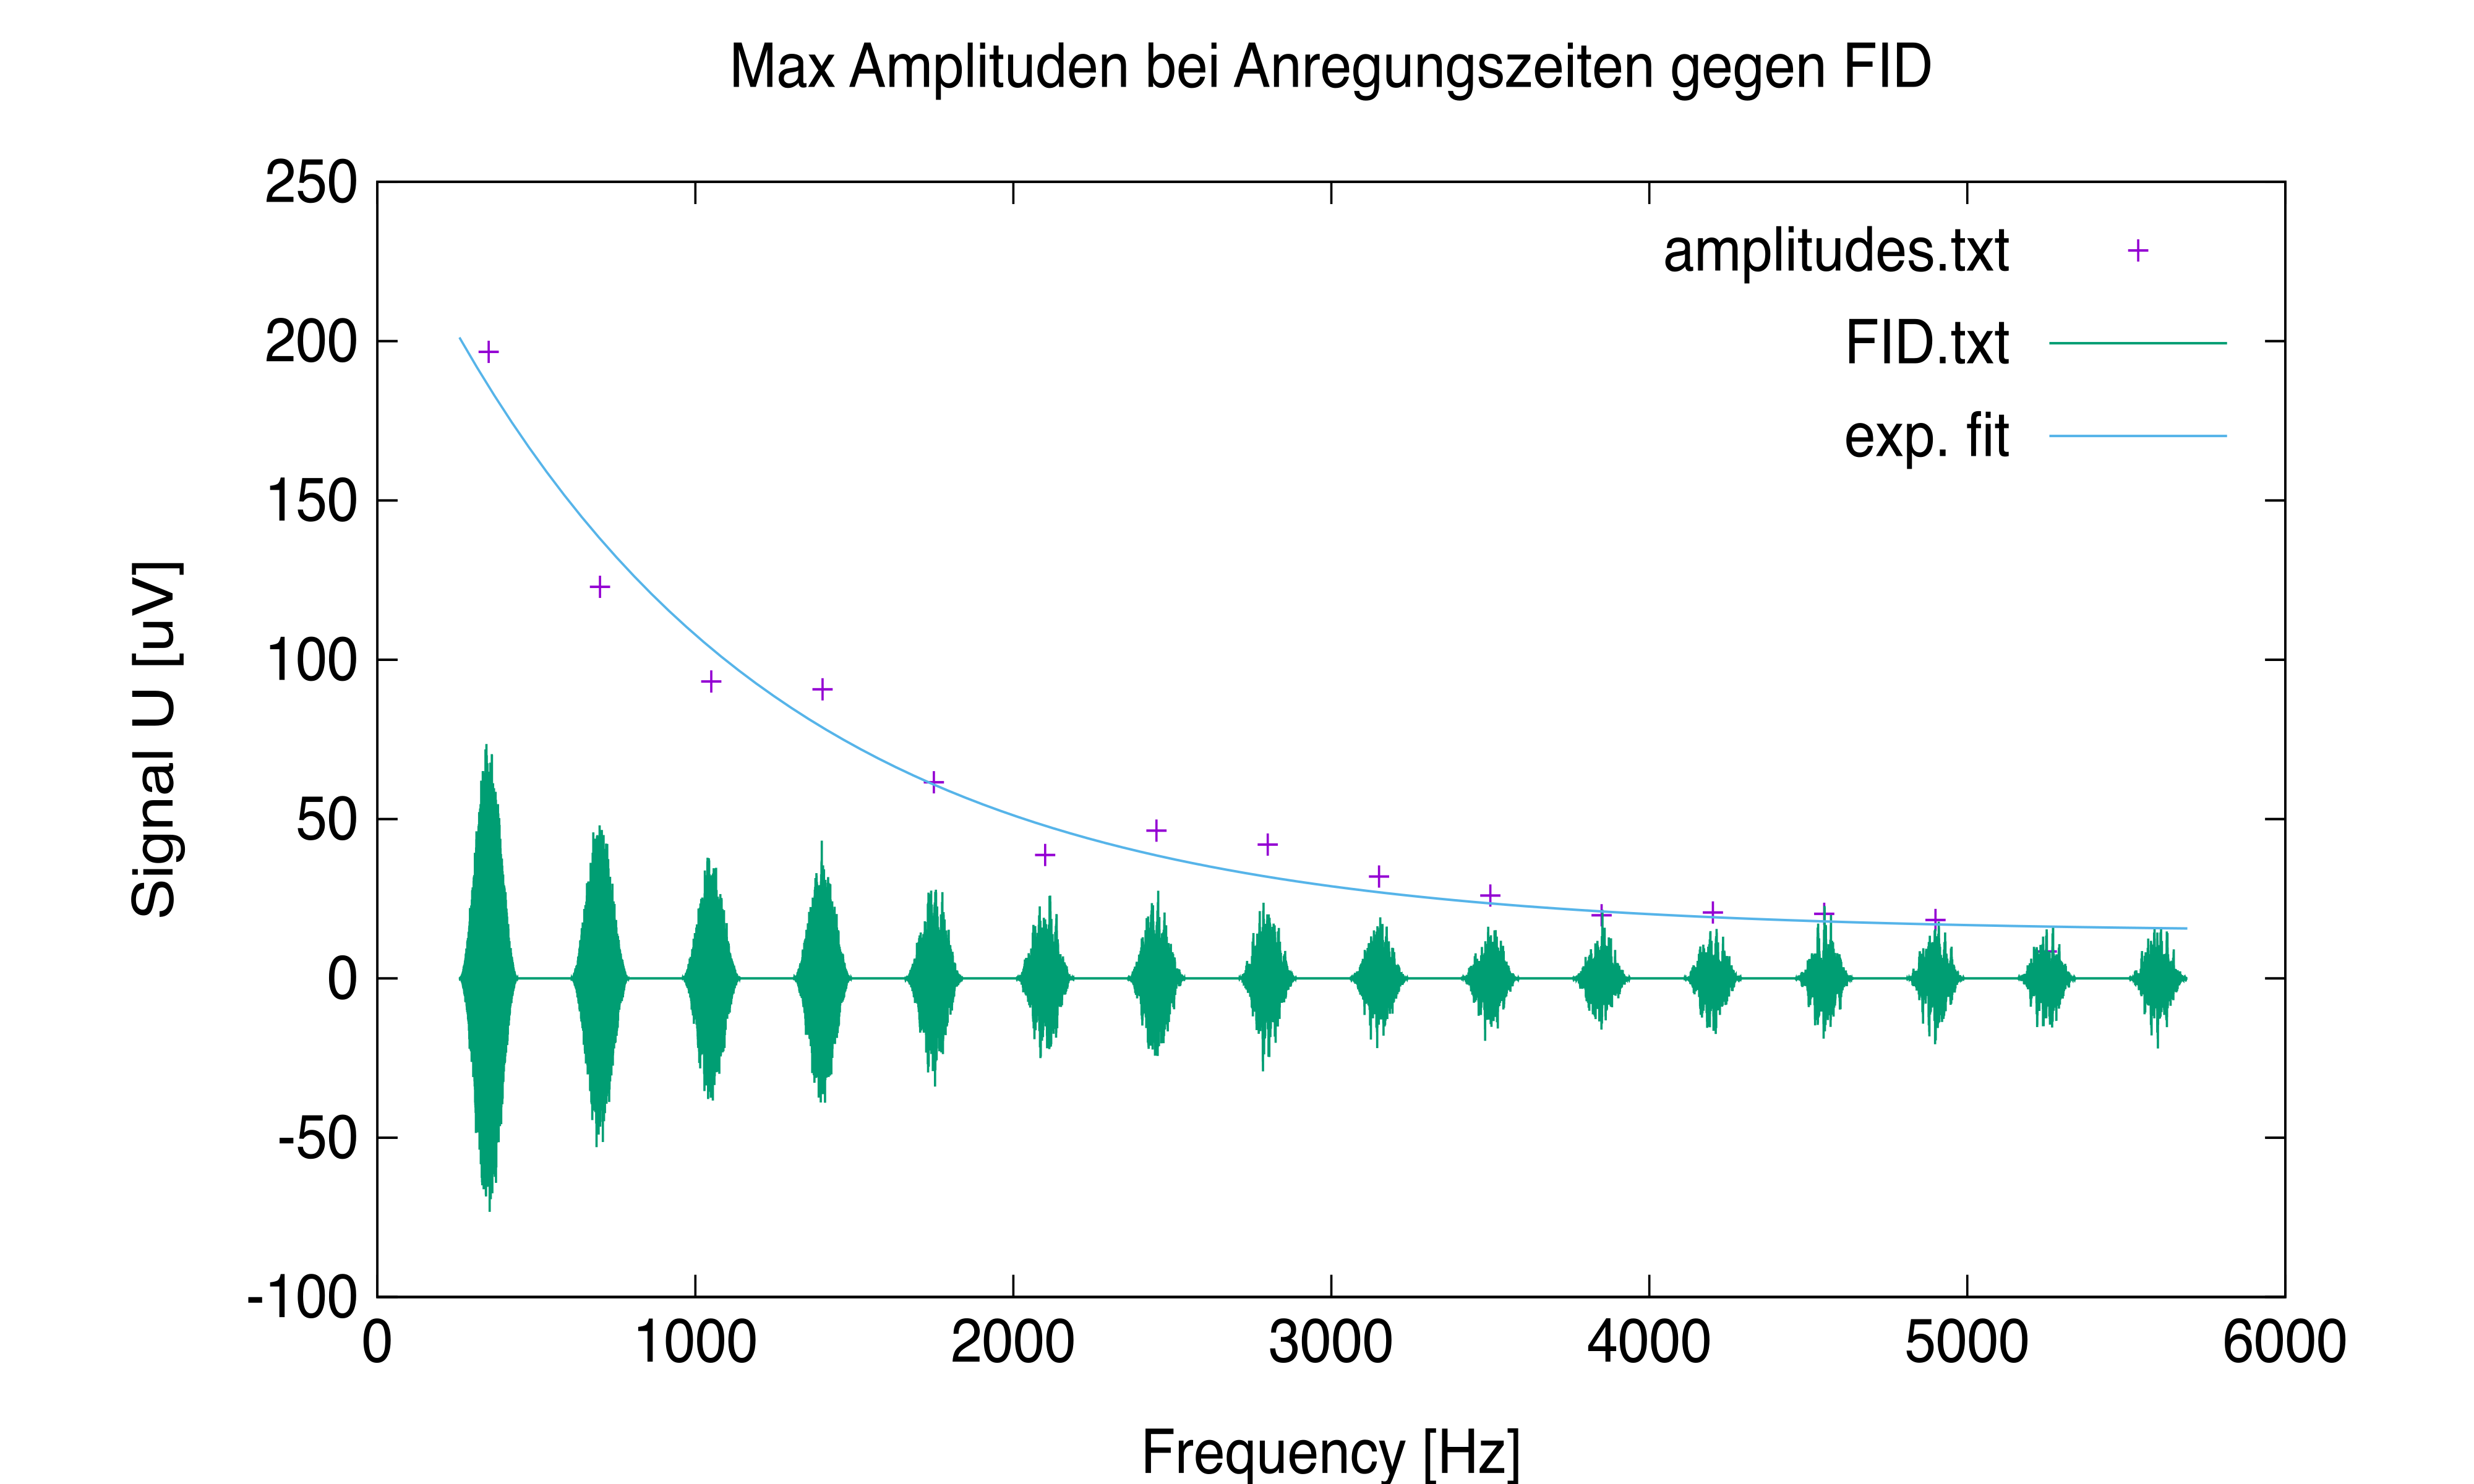 Max Amplituden bei Anregungszeiten gegen FID
250
200
150
100
50
0
-50
-100
Signal U [uV]
amplitudes.txt
FID.txt
exp. fit
0 1000 2000 3000 4000 5000 6000
Frequency [Hz]